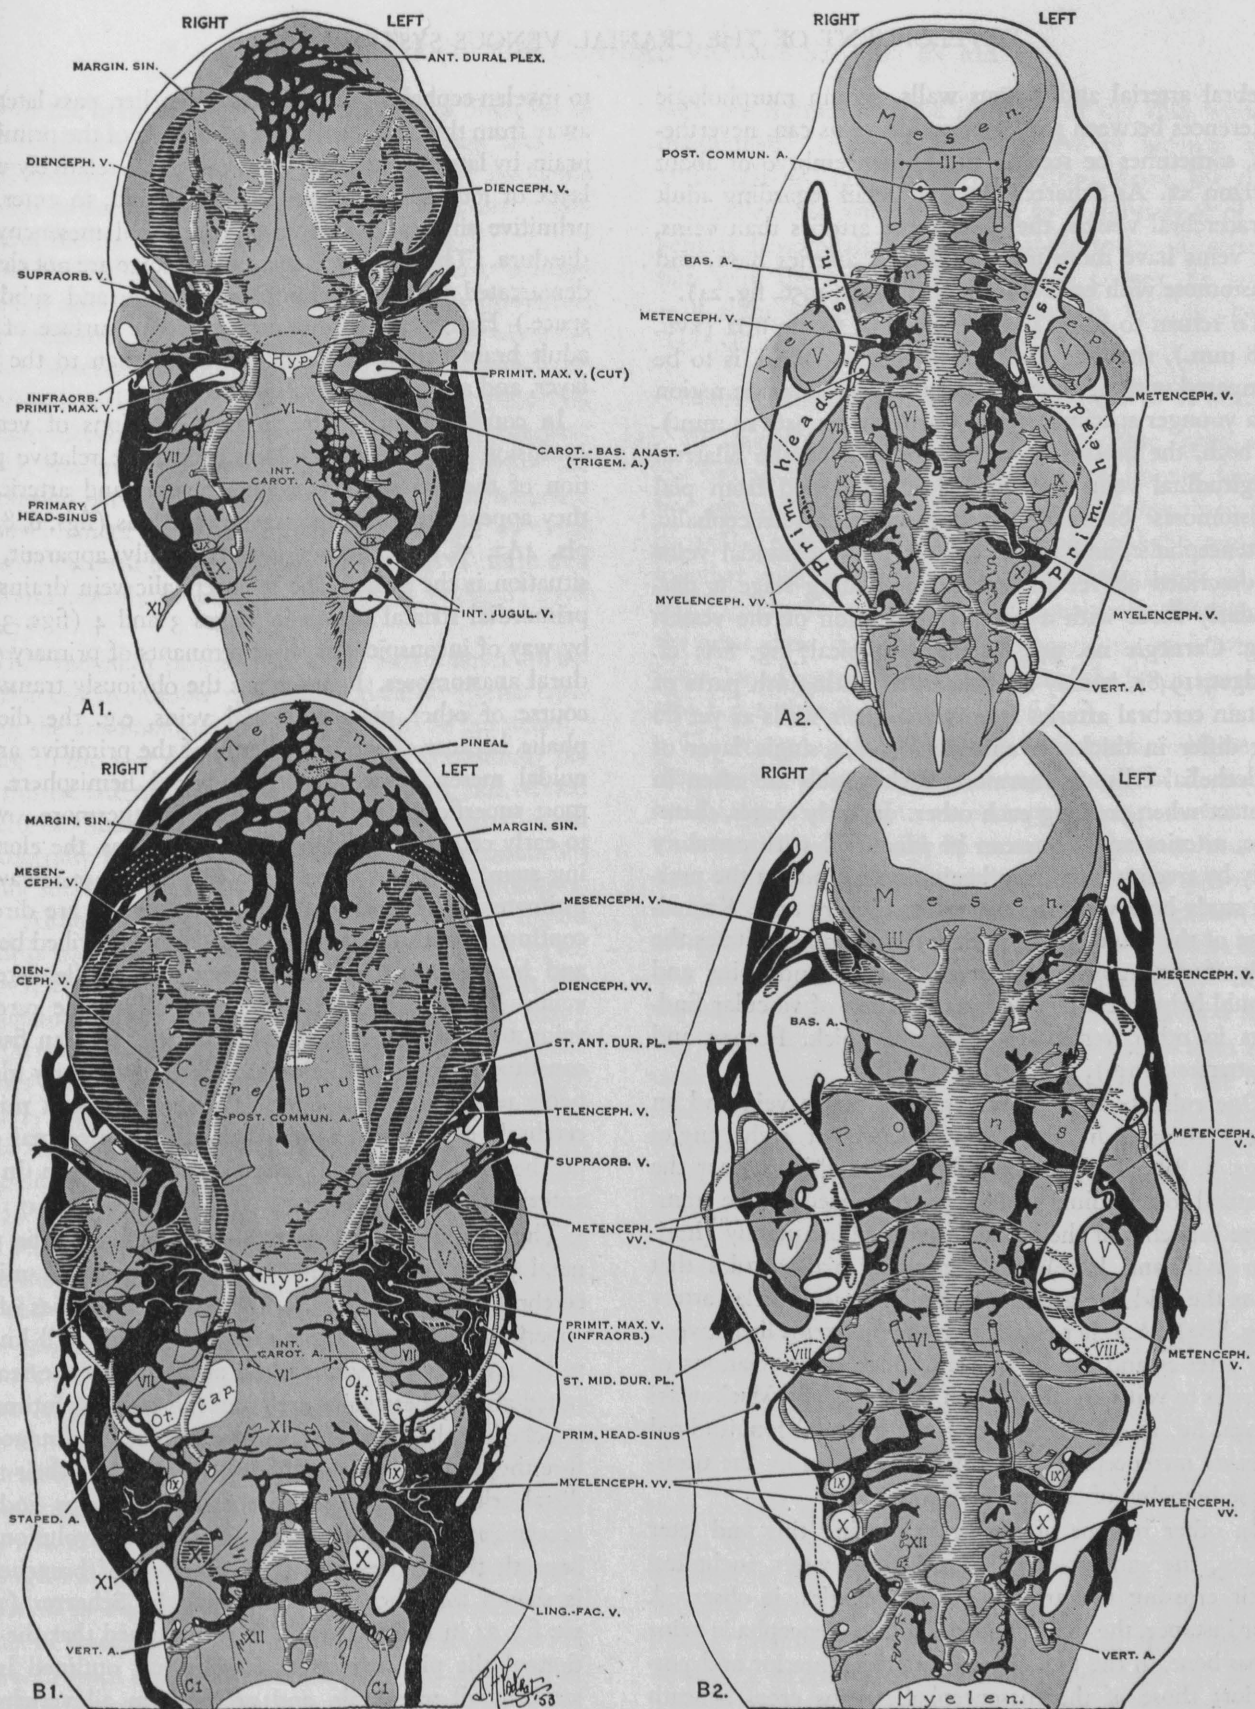 RIGHT LEFT
MARGIN. SIN.
ANT. DURAL PLEX.
DIENCEPH. V.
DIENCEPH. V.
SUPRAORB. V.
Hyp.
PRIMIT. MAX. V. (CUT)
INFRAORB.
PRIMIT. MAX. V.
VI
CAROT.-BAS. ANAST.
(TRIGEM. A.)
VII
INT.
CAROT. A.
PRIMARY
HEAD-SINUS
IX
X X
XI
INT. JUGUL. V.
A1.
RIGHT LEFT
Mesen.
POST. COMMUN. A.
III
BAS. A.
METENCEPH. V.
Met Meteph.
sin. sin.
V V
METENCEPH. V.
VI
VII
Prim. head Prim. head
IX IX
X X
MYELENCEPH. VV.
MYELENCEPH. V.
VERT. A.
A2.
RIGHT LEFT
Mesen.
PINEAL
MARGIN. SIN.
MARGIN. SIN.
MESEN-
CEPH. V.
MESENCEPH. V.
DIEN-
CEPH. V.
DIENCEPH. VV.
ST. ANT. DUR. PL.
Cerebrum
POST. COMMUN. A.
TELENCEPH. V.
SUPRAORB. V.
METENCEPH.
VV.
V V
Hyp.
PRIMIT. MAX. V.
(INFRAORB.)
INT.
CAROT. A.
VI
VII VII
ST. MID. DUR. PL.
Ot. cap. Ot. c.
PRIM. HEAD-SINUS
XII
IX IX
MYELENCEPH. VV.
STAPED. A.
X X
XI
LING.-FAC. V.
VERT. A.
XII
C1 C1
B1.
'53
RIGHT LEFT
Mesen.
III
MESENCEPH. V.
BAS. A.
Pons
METENCEPH.
V.
V V
VI
VIII VIII
METENCEPH.
V.
IX IX
MYELENCEPH.
VV.
X X
XII
VERT. A.
Myelen.
B2.